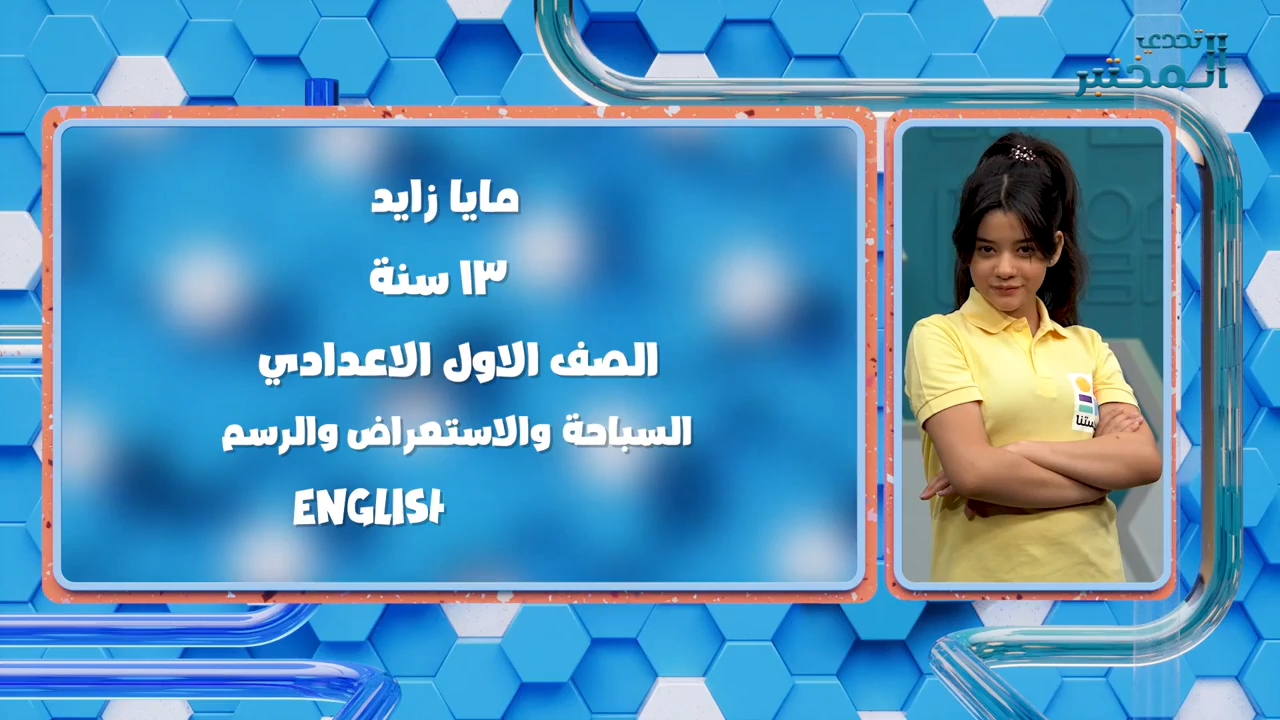 تحدي
المختبر
مايا زايد
١٣ سنة
الصف الاول الاعدادي
السباحة والاستعراض والرسم
ENGLISH